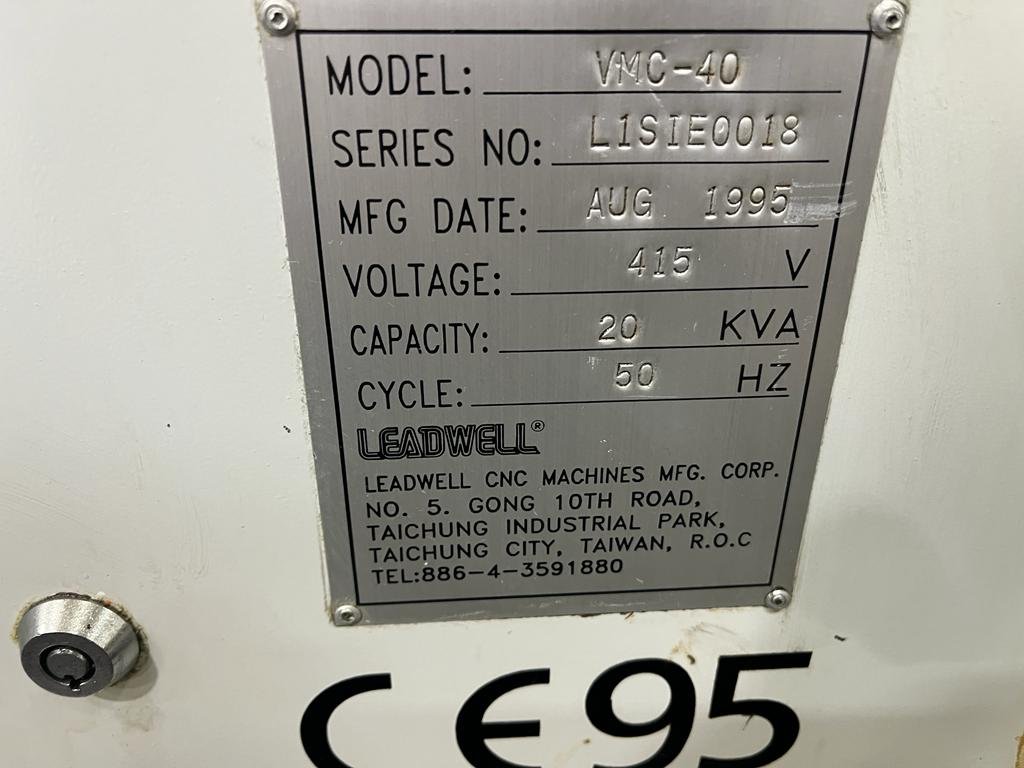 MODEL: VMC-40
SERIES NO: L1SIE0018
MFG DATE: AUG 1995
VOLTAGE: 415 V
CAPACITY: 20 KVA
CYCLE: 50 HZ
LEADWELL®
LEADWELL CNC MACHINES MFG. CORP.
NO. 5. GONG 10TH ROAD,
TAICHUNG INDUSTRIAL PARK,
TAICHUNG CITY, TAIWAN, R.O.C
TEL:886-4-3591880
CE95